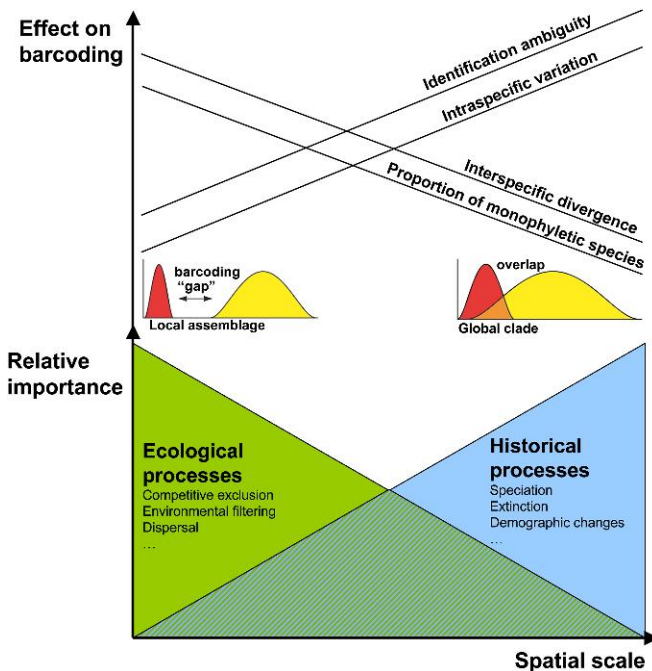 Effect on
barcoding
Identification ambiguity
Intraspecific variation
Interspecific divergence
Proportion of monophyletic species
barcoding
"gap"
Local assemblage
overlap
Global clade
Relative
importance
Ecological
processes
Competitive exclusion
Environmental filtering
Dispersal
...
Historical
processes
Speciation
Extinction
Demographic changes
...
Spatial scale